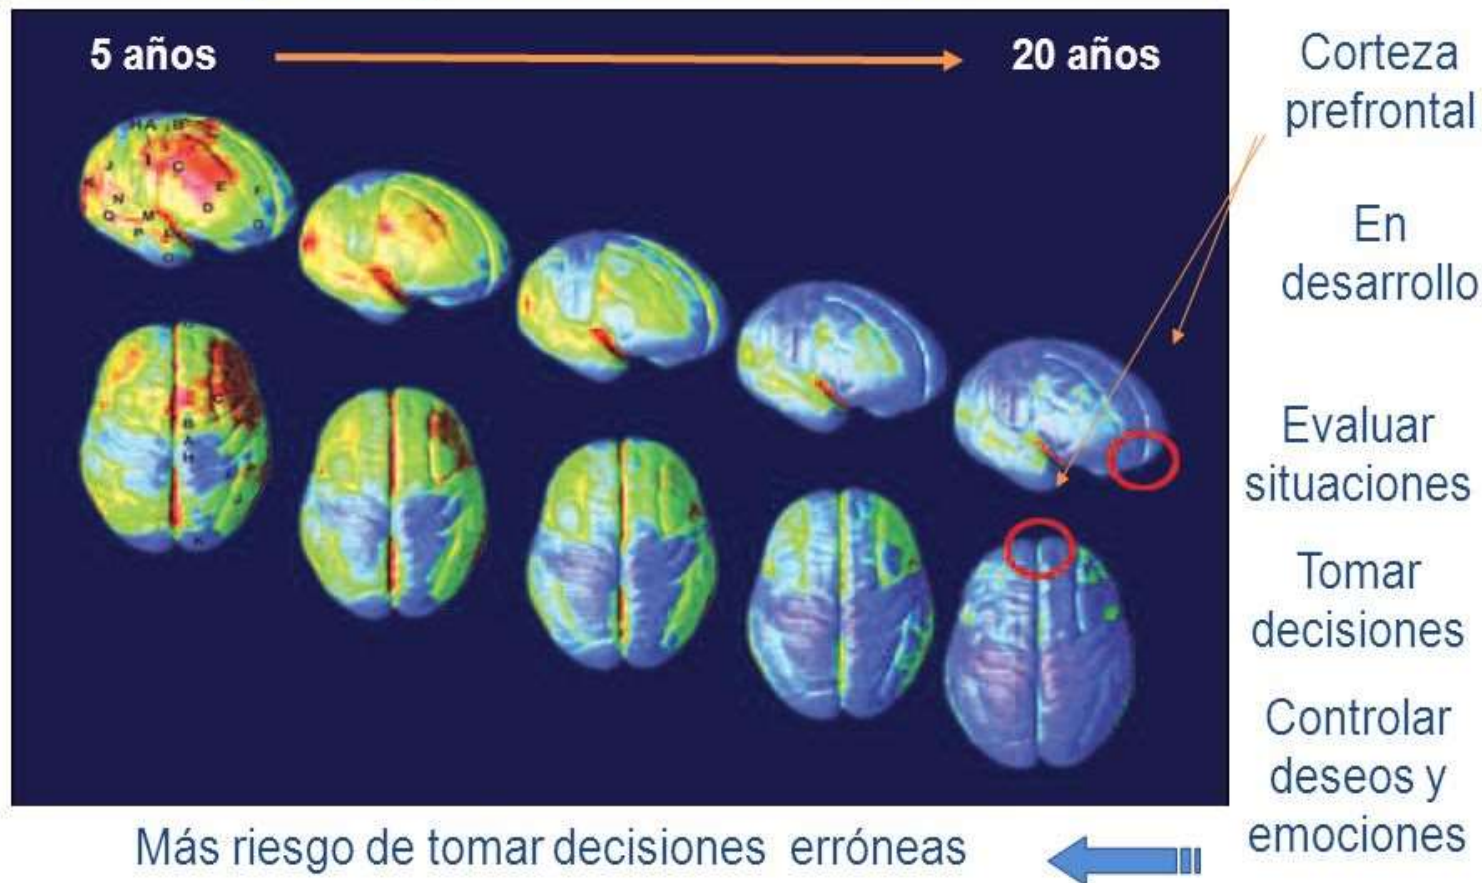 5 años
20 años
Corteza
prefrontal
En
desarrollo
Evaluar
situaciones
Tomar
decisiones
Controlar
deseos y
emociones
Más riesgo de tomar decisiones erróneas